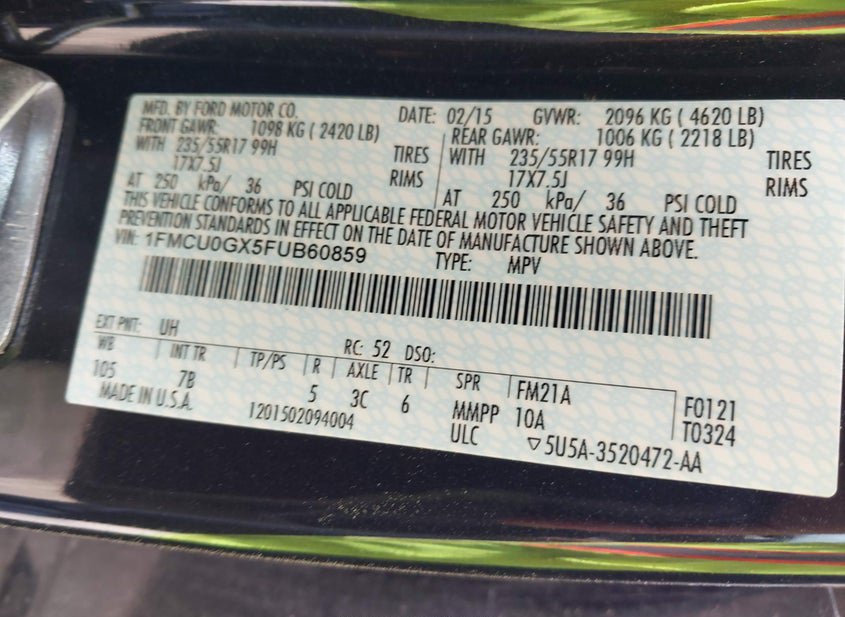 MFD. BY FORD MOTOR CO. DATE: 02/15 GVWR: 2096 KG ( 4620 LB)
FRONT GAWR: 1098 KG ( 2420 LB) REAR GAWR: 1006 KG ( 2218 LB)
WITH 235/55R17 99H TIRES WITH 235/55R17 99H TIRES
17X7.5J RIMS 17X7.5J RIMS
AT 250 kPa/ 36 PSI COLD AT 250 kPa/ 36 PSI COLD
THIS VEHICLE CONFORMS TO ALL APPLICABLE FEDERAL MOTOR VEHICLE SAFETY AND THEFT
PREVENTION STANDARDS IN EFFECT ON THE DATE OF MANUFACTURE SHOWN ABOVE.
VIN: 1FMCU0GX5FUB60859 TYPE: MPV
EXT PNT: UH RC: 52 DSO:
WB INT TR TP/PS R AXLE TR SPR FM21A F0121
105 7B 5 3C 6 MMPP 10A T0324
MADE IN U.S.A. 1201502094004 ULC ▽5U5A-3520472-AA